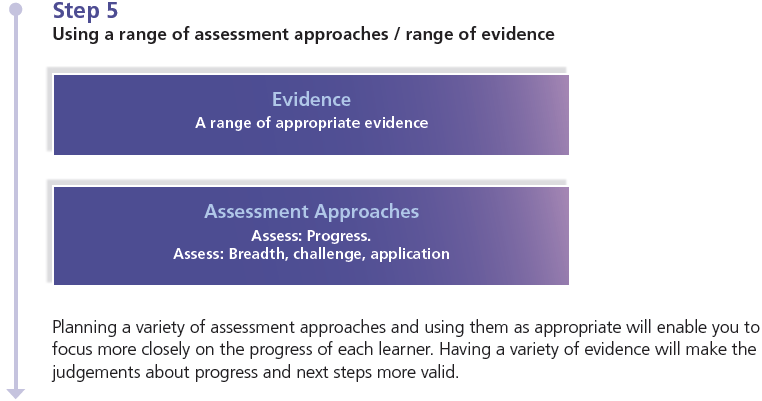 Step 5
Using a range of assessment approaches / range of evidence
Evidence
A range of appropriate evidence
Assessment Approaches
Assess: Progress.
Assess: Breadth, challenge, application
Planning a variety of assessment approaches and using them as appropriate will enable you to
focus more closely on the progress of each learner. Having a variety of evidence will make the
judgements about progress and next steps more valid.